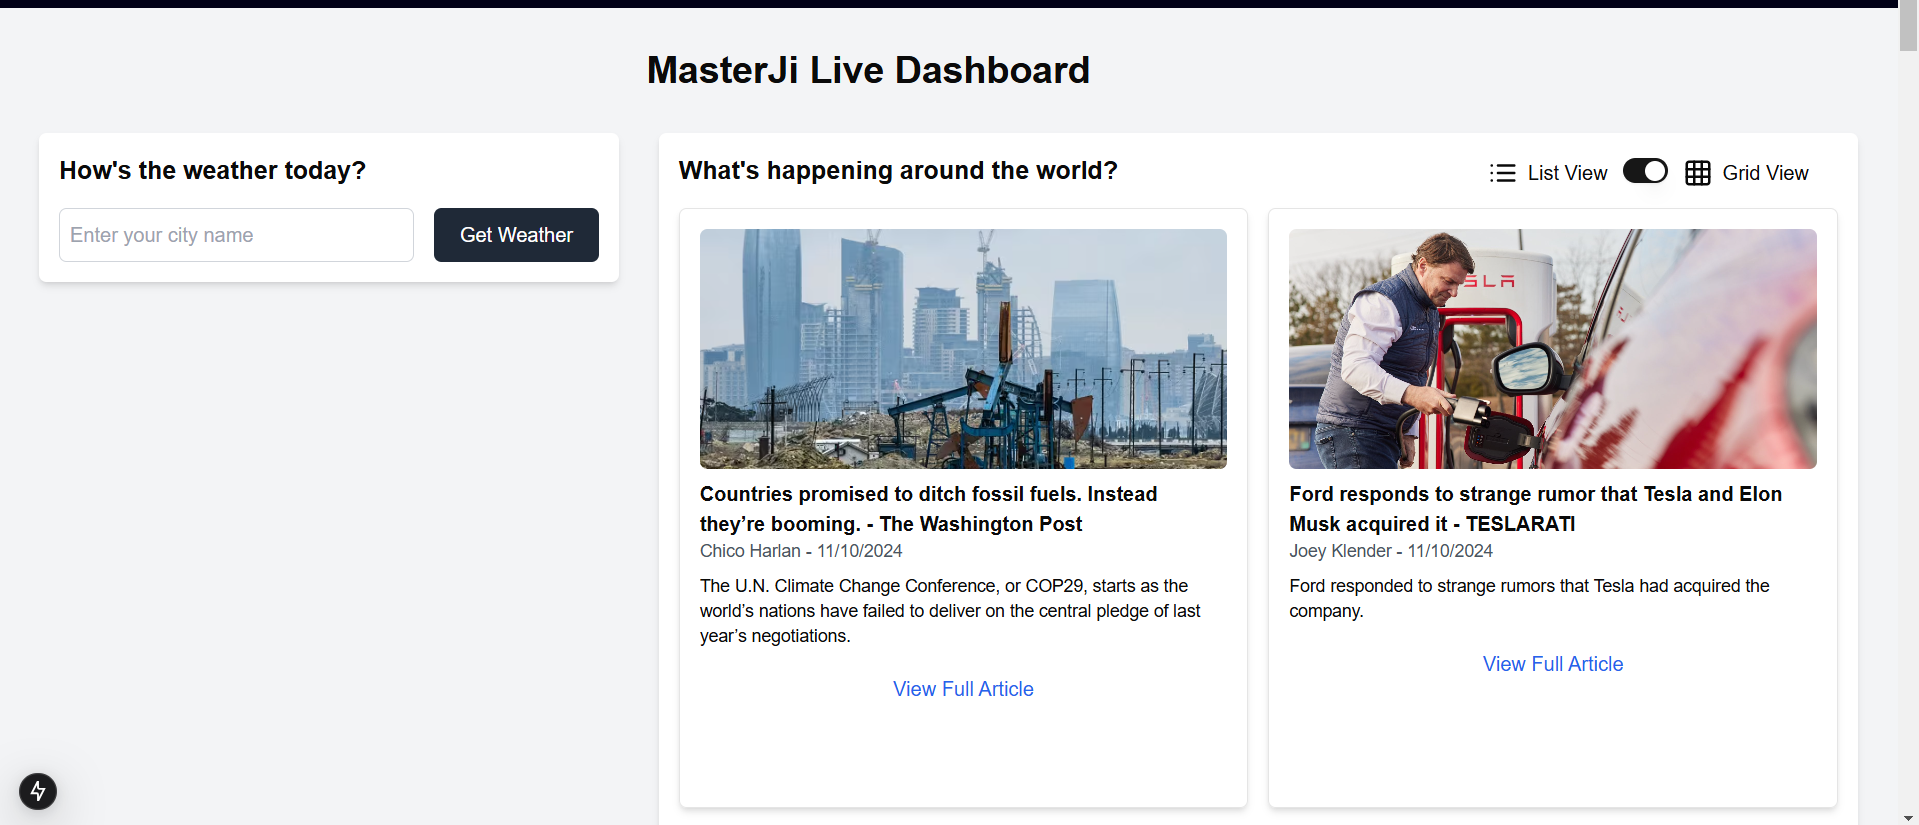 MasterJi Live Dashboard
How's the weather today?
Enter your city name
Get Weather
What's happening around the world?
List View
Grid View
Countries promised to ditch fossil fuels. Instead
they’re booming. - The Washington Post
Chico Harlan - 11/10/2024
The U.N. Climate Change Conference, or COP29, starts as the
world’s nations have failed to deliver on the central pledge of last
year’s negotiations.
View Full Article
SLA
Ford responds to strange rumor that Tesla and Elon
Musk acquired it - TESLARATI
Joey Klender - 11/10/2024
Ford responded to strange rumors that Tesla had acquired the
company.
View Full Article